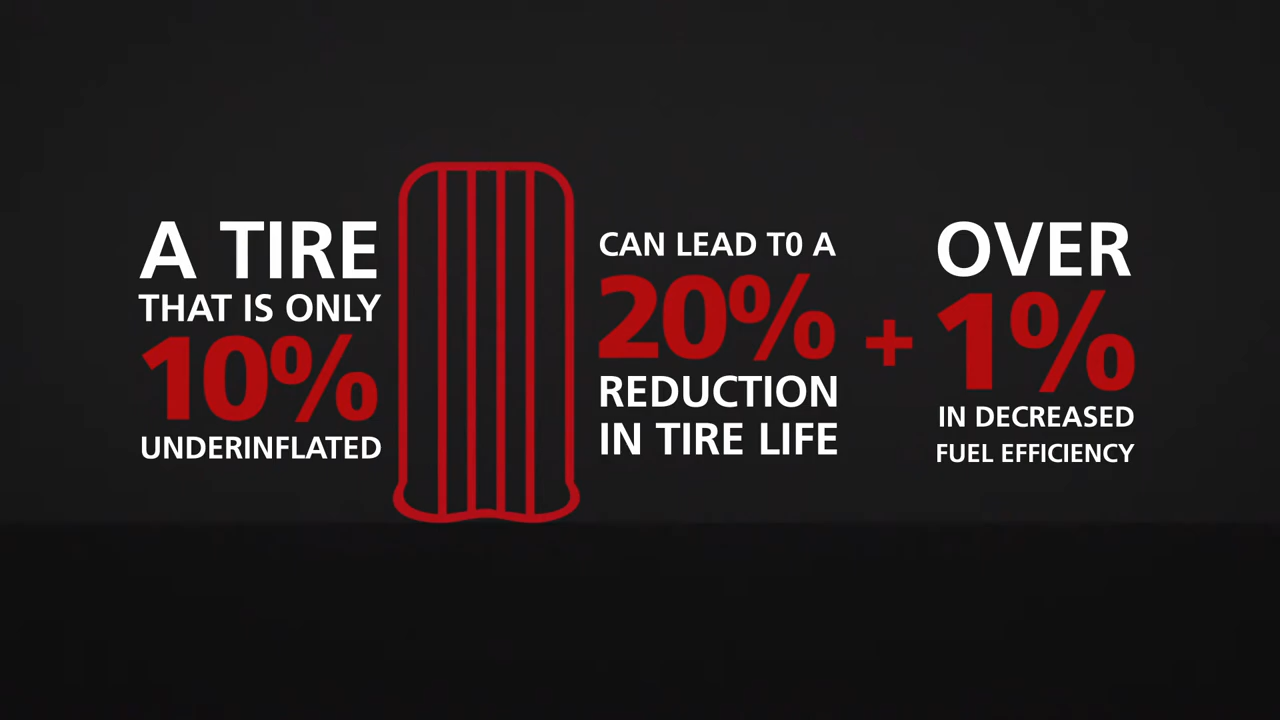 A TIRE
THAT IS ONLY
10%
UNDERINFLATED
CAN LEAD T0 A
20%
REDUCTION
IN TIRE LIFE
+
OVER
1%
IN DECREASED
FUEL EFFICIENCY